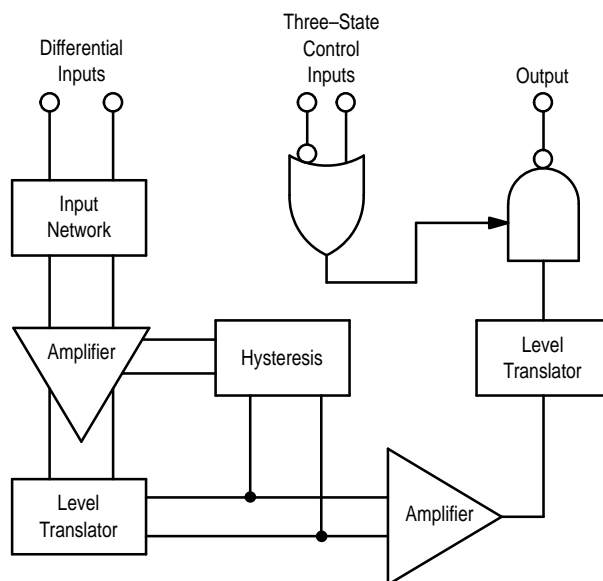 Differential
Inputs
Three–State
Control
Inputs
Output
Input
Network
Amplifier
Hysteresis
Level
Translator
Level
Translator
Amplifier